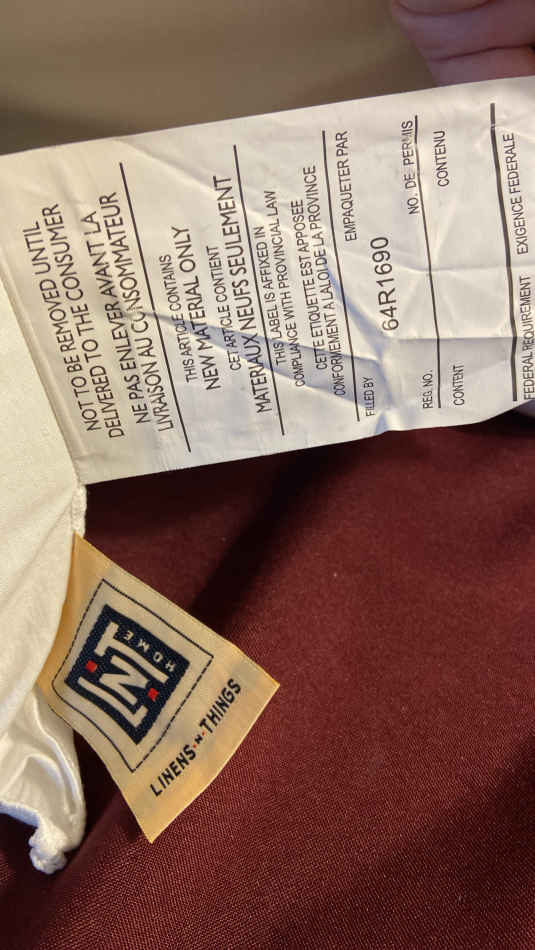 NOT TO BE REMOVED UNTIL
DELIVERED TO THE CONSUMER
NE PAS ENLEVER AVANT LA
LIVRAISON AU CONSOMMATEUR
THIS ARTICLE CONTAINS
NEW MATERIAL ONLY
CET ARTICLE CONTIENT
MATERIAUX NEUFS SEULEMENT
THIS LABEL IS AFFIXED IN
COMPLIANCE WITH PROVINCIAL LAW
CETTE ETIQUETTE EST APPOSEE
CONFORMEMENT A LALOI DE LA PROVINCE
FILLED BY EMPAQUETER PAR
64R1690
REG. NO. NO. DE. PERMIS
CONTENT CONTENU
FEDERAL REQUIREMENT EXIGENCE FEDERALE
LNT
HOME
LINENS·N·THINGS